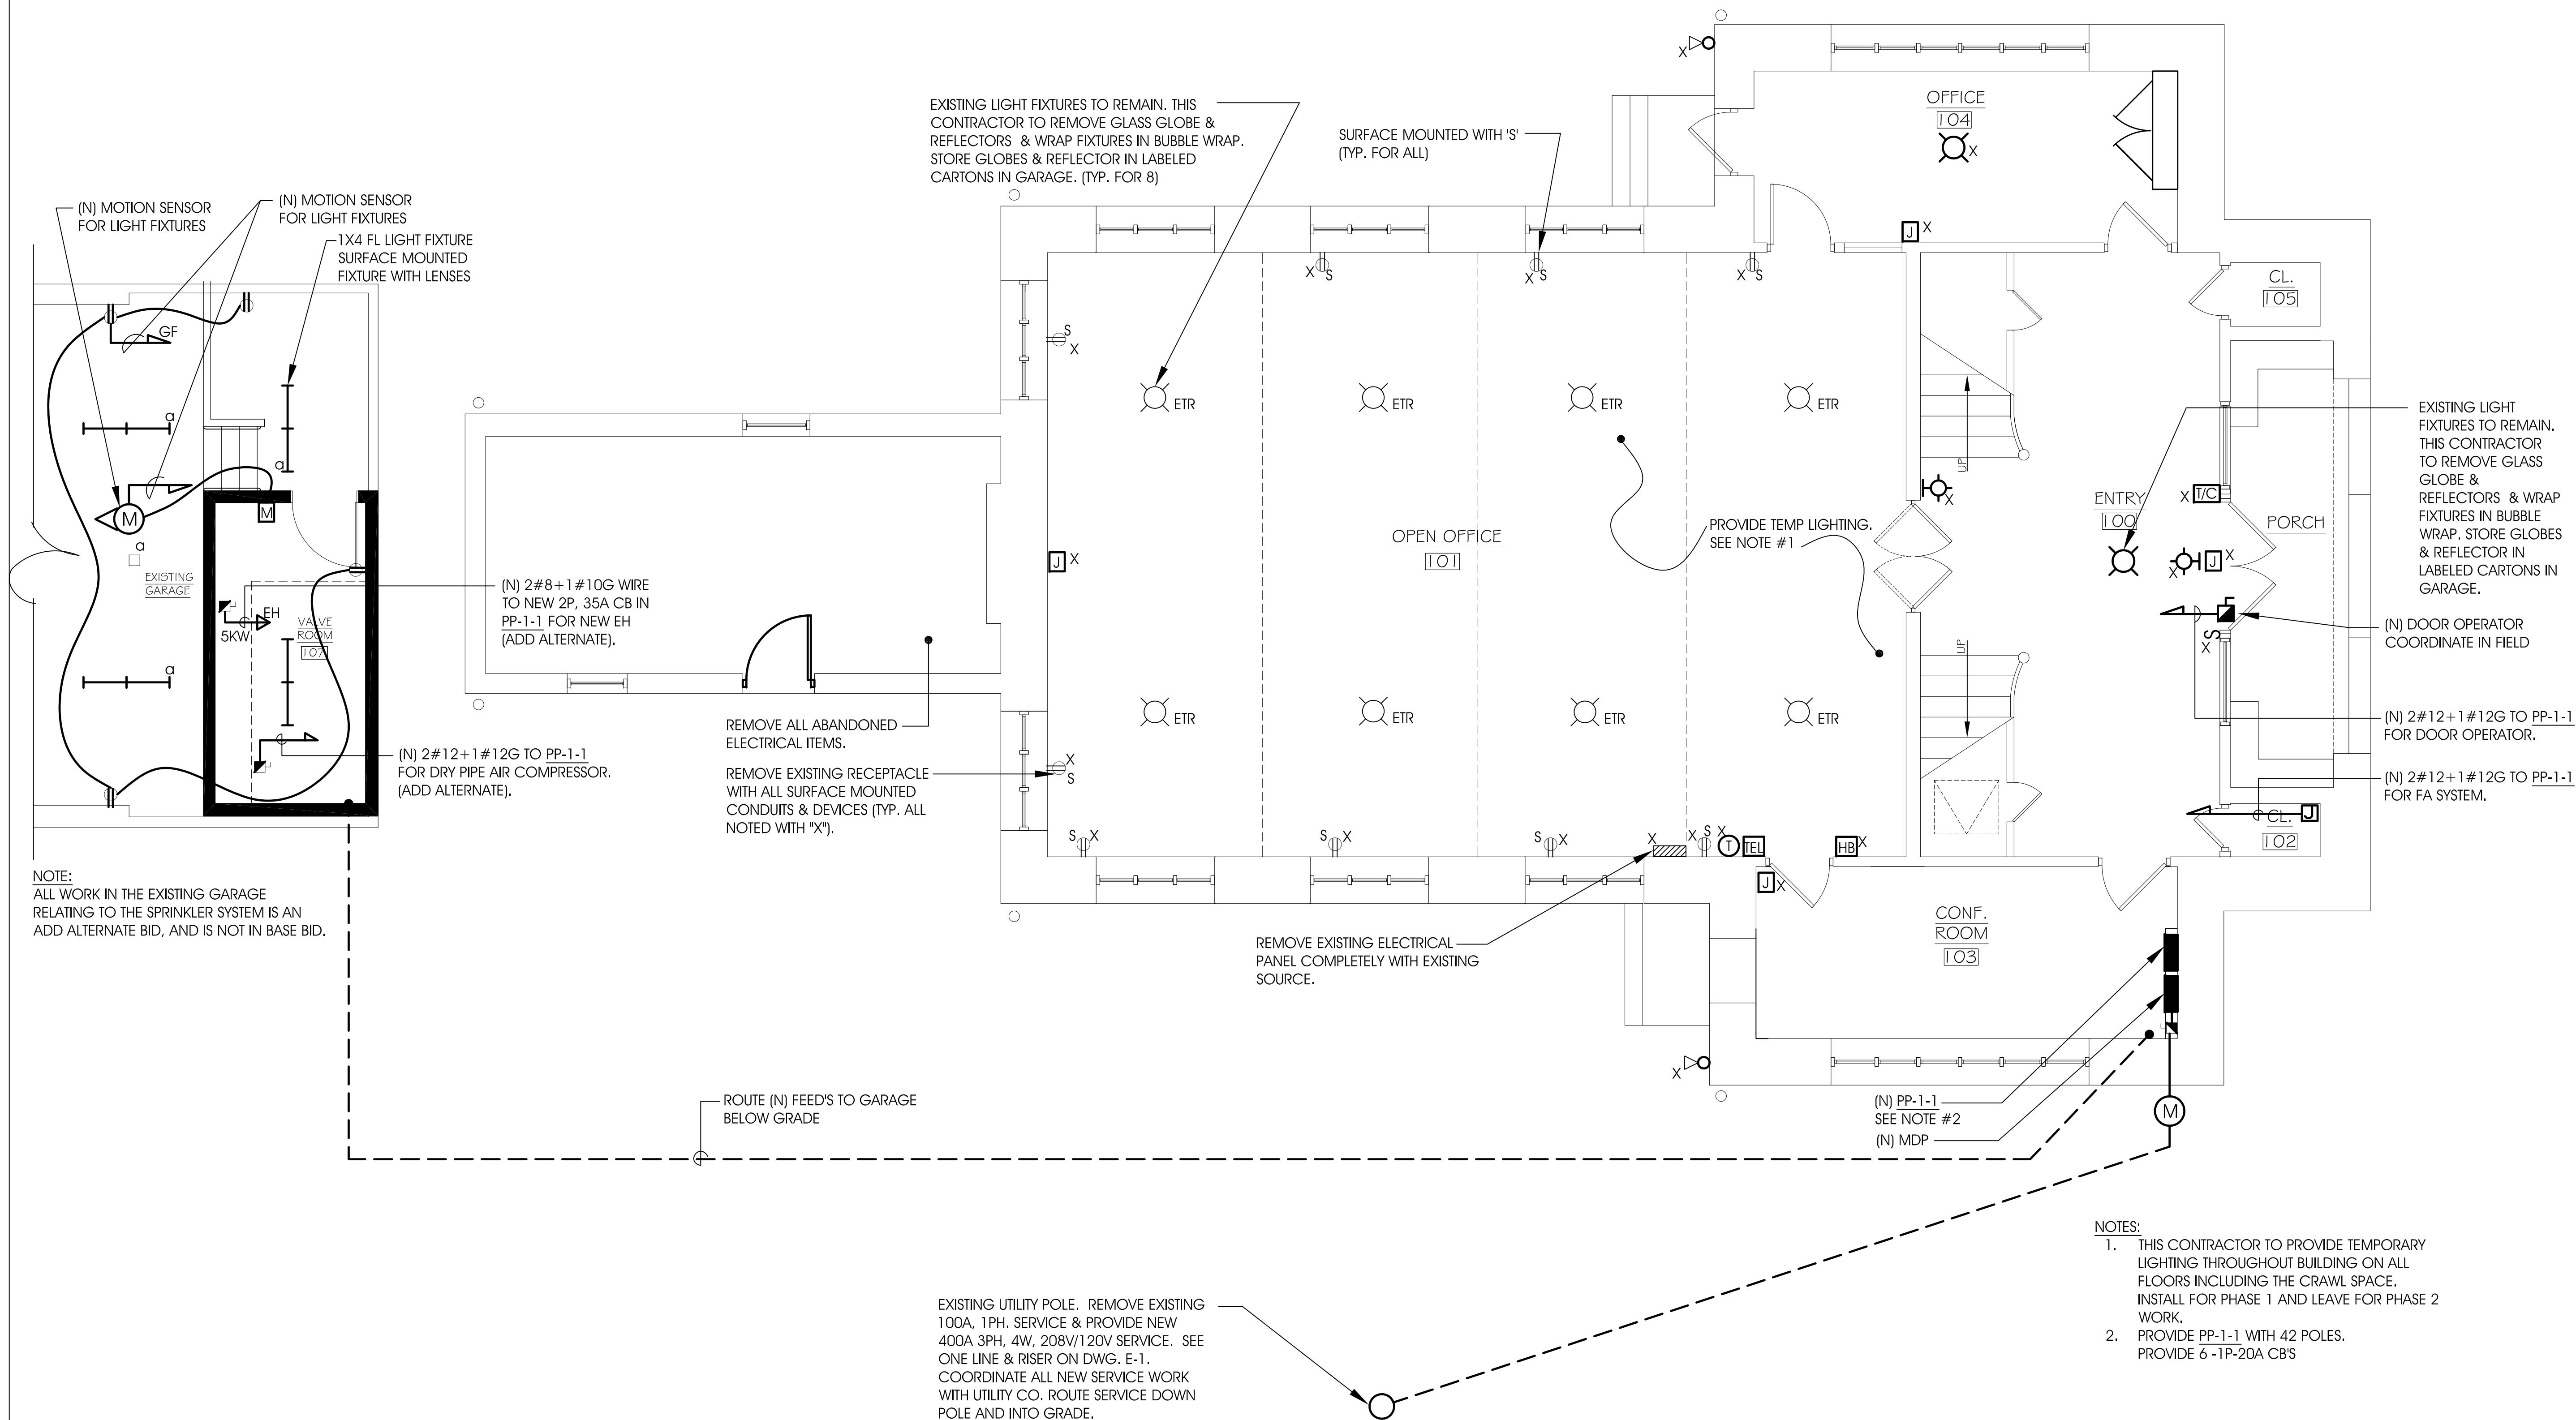 X
EXISTING LIGHT FIXTURES TO REMAIN. THIS
CONTRACTOR TO REMOVE GLASS GLOBE &
REFLECTORS & WRAP FIXTURES IN BUBBLE WRAP.
STORE GLOBES & REFLECTOR IN LABELED
CARTONS IN GARAGE. (TYP. FOR 8)
SURFACE MOUNTED WITH 'S'
(TYP. FOR ALL)
OFFICE
104
X
(N) MOTION SENSOR
FOR LIGHT FIXTURES
(N) MOTION SENSOR
FOR LIGHT FIXTURES
1X4 FL LIGHT FIXTURE
SURFACE MOUNTED
FIXTURE WITH LENSES
J X
X S
X S
X S
CL.
105
GF
S
X
a
a
M
M
a
EXISTING
GARAGE
EH
5KW
VALVE
ROOM
107
a
ETR
ETR
ETR
ETR
UP
X
ENTRY
100
X T/C
PORCH
X
J X
S
X
EXISTING LIGHT
FIXTURES TO REMAIN.
THIS CONTRACTOR
TO REMOVE GLASS
GLOBE &
REFLECTORS & WRAP
FIXTURES IN BUBBLE
WRAP. STORE GLOBES
& REFLECTOR IN
LABELED CARTONS IN
GARAGE.
PROVIDE TEMP LIGHTING.
SEE NOTE #1
OPEN OFFICE
101
J X
(N) 2#8+1#10G WIRE
TO NEW 2P, 35A CB IN
PP-1-1 FOR NEW EH
(ADD ALTERNATE).
(N) DOOR OPERATOR
COORDINATE IN FIELD
UP
ETR
ETR
ETR
ETR
(N) 2#12+1#12G TO PP-1-1
FOR DOOR OPERATOR.
REMOVE ALL ABANDONED
ELECTRICAL ITEMS.
(N) 2#12+1#12G TO PP-1-1
FOR DRY PIPE AIR COMPRESSOR.
(ADD ALTERNATE).
REMOVE EXISTING RECEPTACLE
WITH ALL SURFACE MOUNTED
CONDUITS & DEVICES (TYP. ALL
NOTED WITH "X").
X
S
(N) 2#12+1#12G TO PP-1-1
FOR FA SYSTEM.
S X
S X
S X
X
X S X
T TEL
HB X
J
CL.
102
NOTE:
ALL WORK IN THE EXISTING GARAGE
RELATING TO THE SPRINKLER SYSTEM IS AN
ADD ALTERNATE BID, AND IS NOT IN BASE BID.
J X
CONF.
ROOM
103
REMOVE EXISTING ELECTRICAL
PANEL COMPLETELY WITH EXISTING
SOURCE.
X
ROUTE (N) FEED'S TO GARAGE
BELOW GRADE
(N) PP-1-1
SEE NOTE #2
(N) MDP
M
NOTES:
1. THIS CONTRACTOR TO PROVIDE TEMPORARY
LIGHTING THROUGHOUT BUILDING ON ALL
FLOORS INCLUDING THE CRAWL SPACE.
INSTALL FOR PHASE 1 AND LEAVE FOR PHASE 2
WORK.
2. PROVIDE PP-1-1 WITH 42 POLES.
PROVIDE 6 -1P-20A CB'S
EXISTING UTILITY POLE. REMOVE EXISTING
100A, 1PH. SERVICE & PROVIDE NEW
400A 3PH, 4W, 208V/120V SERVICE. SEE
ONE LINE & RISER ON DWG. E-1.
COORDINATE ALL NEW SERVICE WORK
WITH UTILITY CO. ROUTE SERVICE DOWN
POLE AND INTO GRADE.